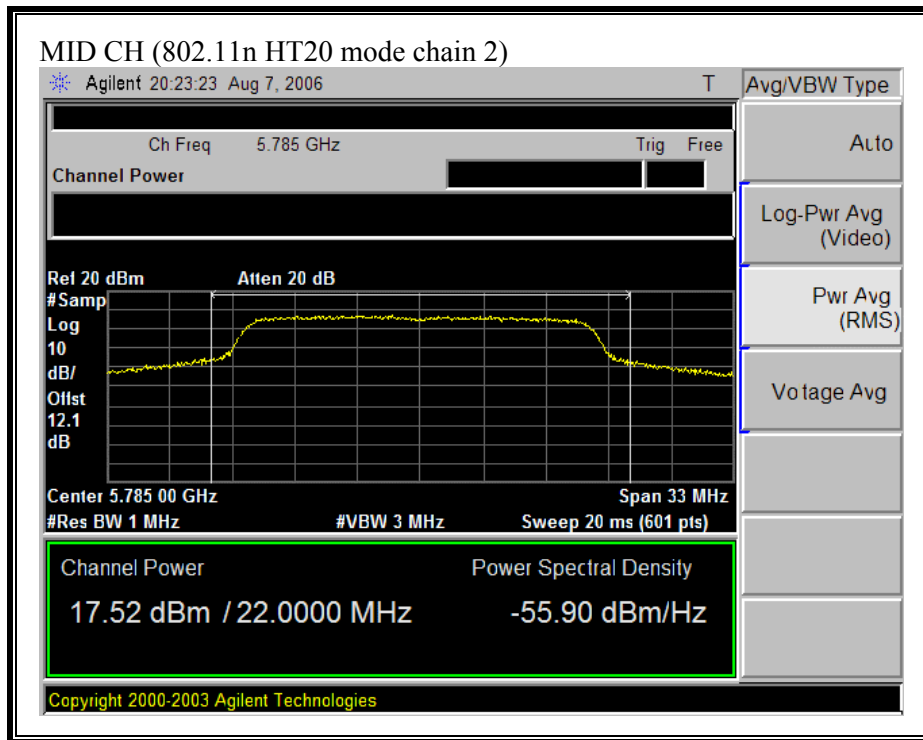 MID CH (802.11n HT20 mode chain 2)
Agilent 20:23:23 Aug 7, 2006 T
Avg/VBW Type
Ch Freq 5.785 GHz Trig Free
Channel Power
Auto
Log-Pwr Avg
(Video)
Pwr Avg
(RMS)
Voltage Avg
Ref 20 dBm Atten 20 dB
#Samp
Log
10
dB/
Offst
12.1
dB
Center 5.785 00 GHz Span 33 MHz
#Res BW 1 MHz #VBW 3 MHz Sweep 20 ms (601 pts)
Channel Power Power Spectral Density
17.52 dBm / 22.0000 MHz -55.90 dBm/Hz
Copyright 2000-2003 Agilent Technologies